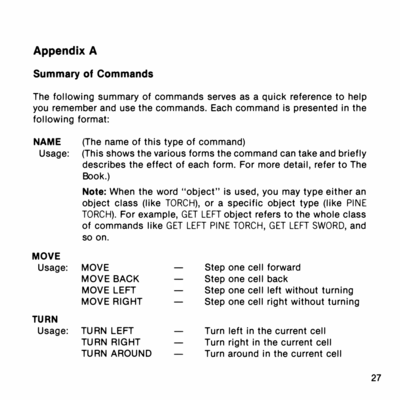 Appendix A
Summary of Commands
The following summary of commands serves as a quick reference to help
you remember and use the commands. Each command is presented in the
following format:
NAME (The name of this type of command)
Usage: (This shows the various forms the command can take and briefly
describes the effect of each form. For more detail, refer to The
Book.)
Note: When the word "object" is used, you may type either an
object class (like TORCH), or a specific object type (like PINE
TORCH). For example, GET LEFT object refers to the whole class
of commands like GET LEFT PINE TORCH, GET LEFT SWORD, and
so on.
MOVE
Usage: MOVE — Step one cell forward
MOVE BACK — Step one cell back
MOVE LEFT — Step one cell left without turning
MOVE RIGHT — Step one cell right without turning
TURN
Usage: TURN LEFT — Turn left in the current cell
TURN RIGHT — Turn right in the current cell
TURN AROUND — Turn around in the current cell
27